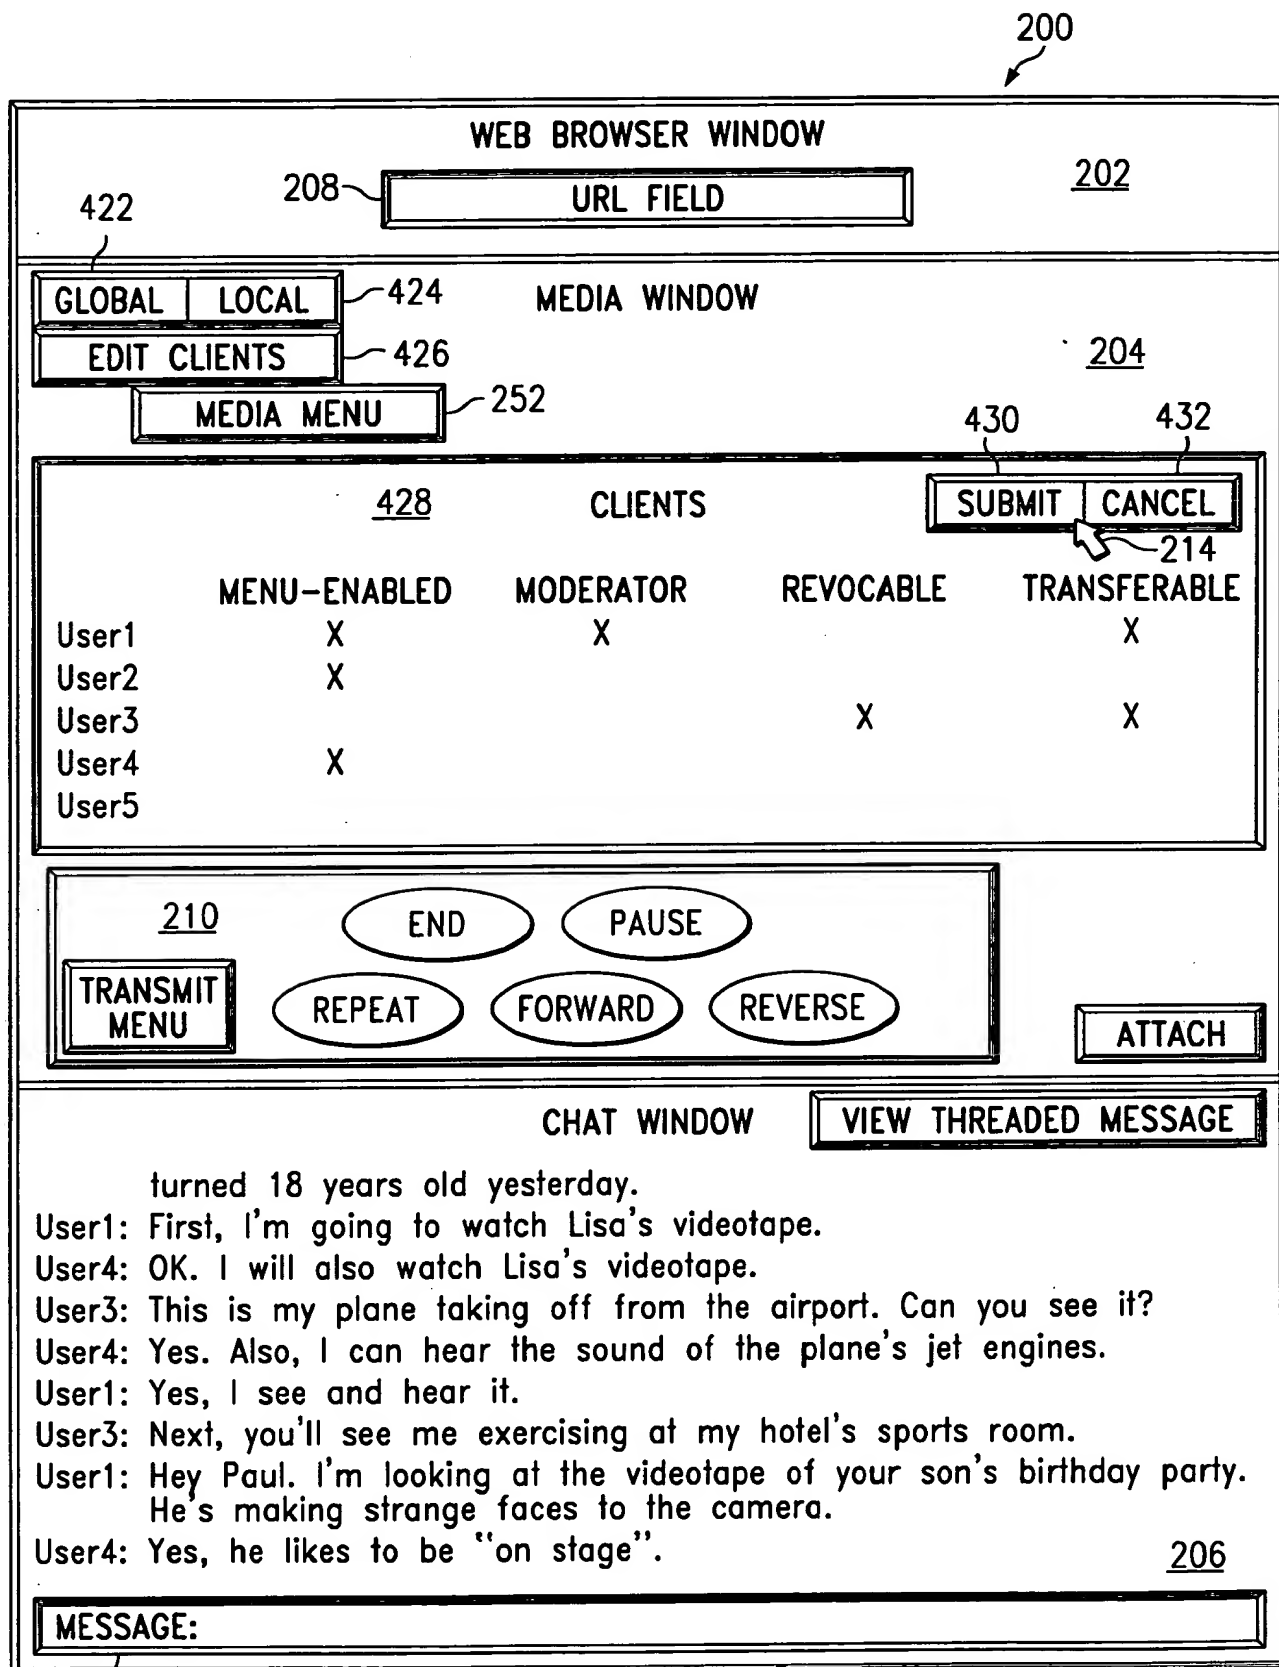 200
WEB BROWSER WINDOW
208 URL FIELD 202
422
GLOBAL LOCAL 424 MEDIA WINDOW
EDIT CLIENTS 426 204
MEDIA MENU 252
430 432
428 CLIENTS SUBMIT CANCEL
214
MENU-ENABLED MODERATOR REVOCABLE TRANSFERABLE
User1 X X X
User2 X
User3 X X
User4 X
User5
210 END PAUSE
TRANSMIT MENU REPEAT FORWARD REVERSE
ATTACH
CHAT WINDOW VIEW THREADED MESSAGE
turned 18 years old yesterday.
User1: First, I'm going to watch Lisa's videotape.
User4: OK. I will also watch Lisa's videotape.
User3: This is my plane taking off from the airport. Can you see it?
User4: Yes. Also, I can hear the sound of the plane's jet engines.
User1: Yes, I see and hear it.
User3: Next, you'll see me exercising at my hotel's sports room.
User1: Hey Paul. I'm looking at the videotape of your son's birthday party.
He's making strange faces to the camera.
User4: Yes, he likes to be "on stage".
206
MESSAGE: